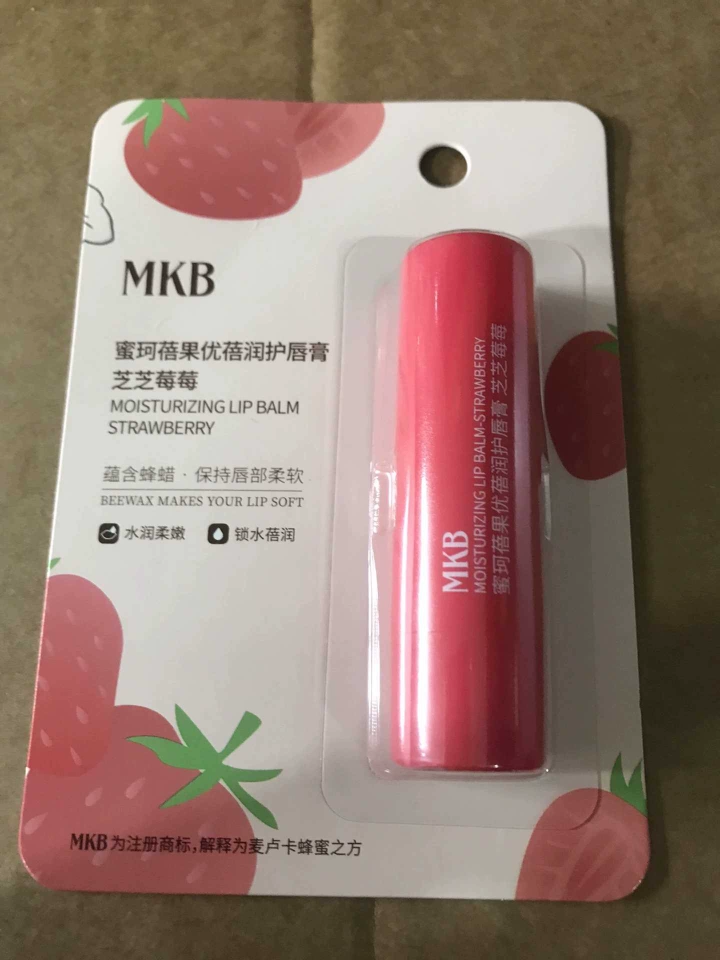 MKB
蜜珂蓓果优蓓润护唇膏
芝芝莓莓
MOISTURIZING LIP BALM
STRAWBERRY
蕴含蜂蜡·保持唇部柔软
BEEWAX MAKES YOUR LIP SOFT
水润柔嫩 锁水蓓润
MKB
MOISTURIZING LIP BALM-STRAWBERRY
蜜珂蓓果优蓓润护唇膏 芝芝莓莓
MKB为注册商标，解释为麦卢卡蜂蜜之方